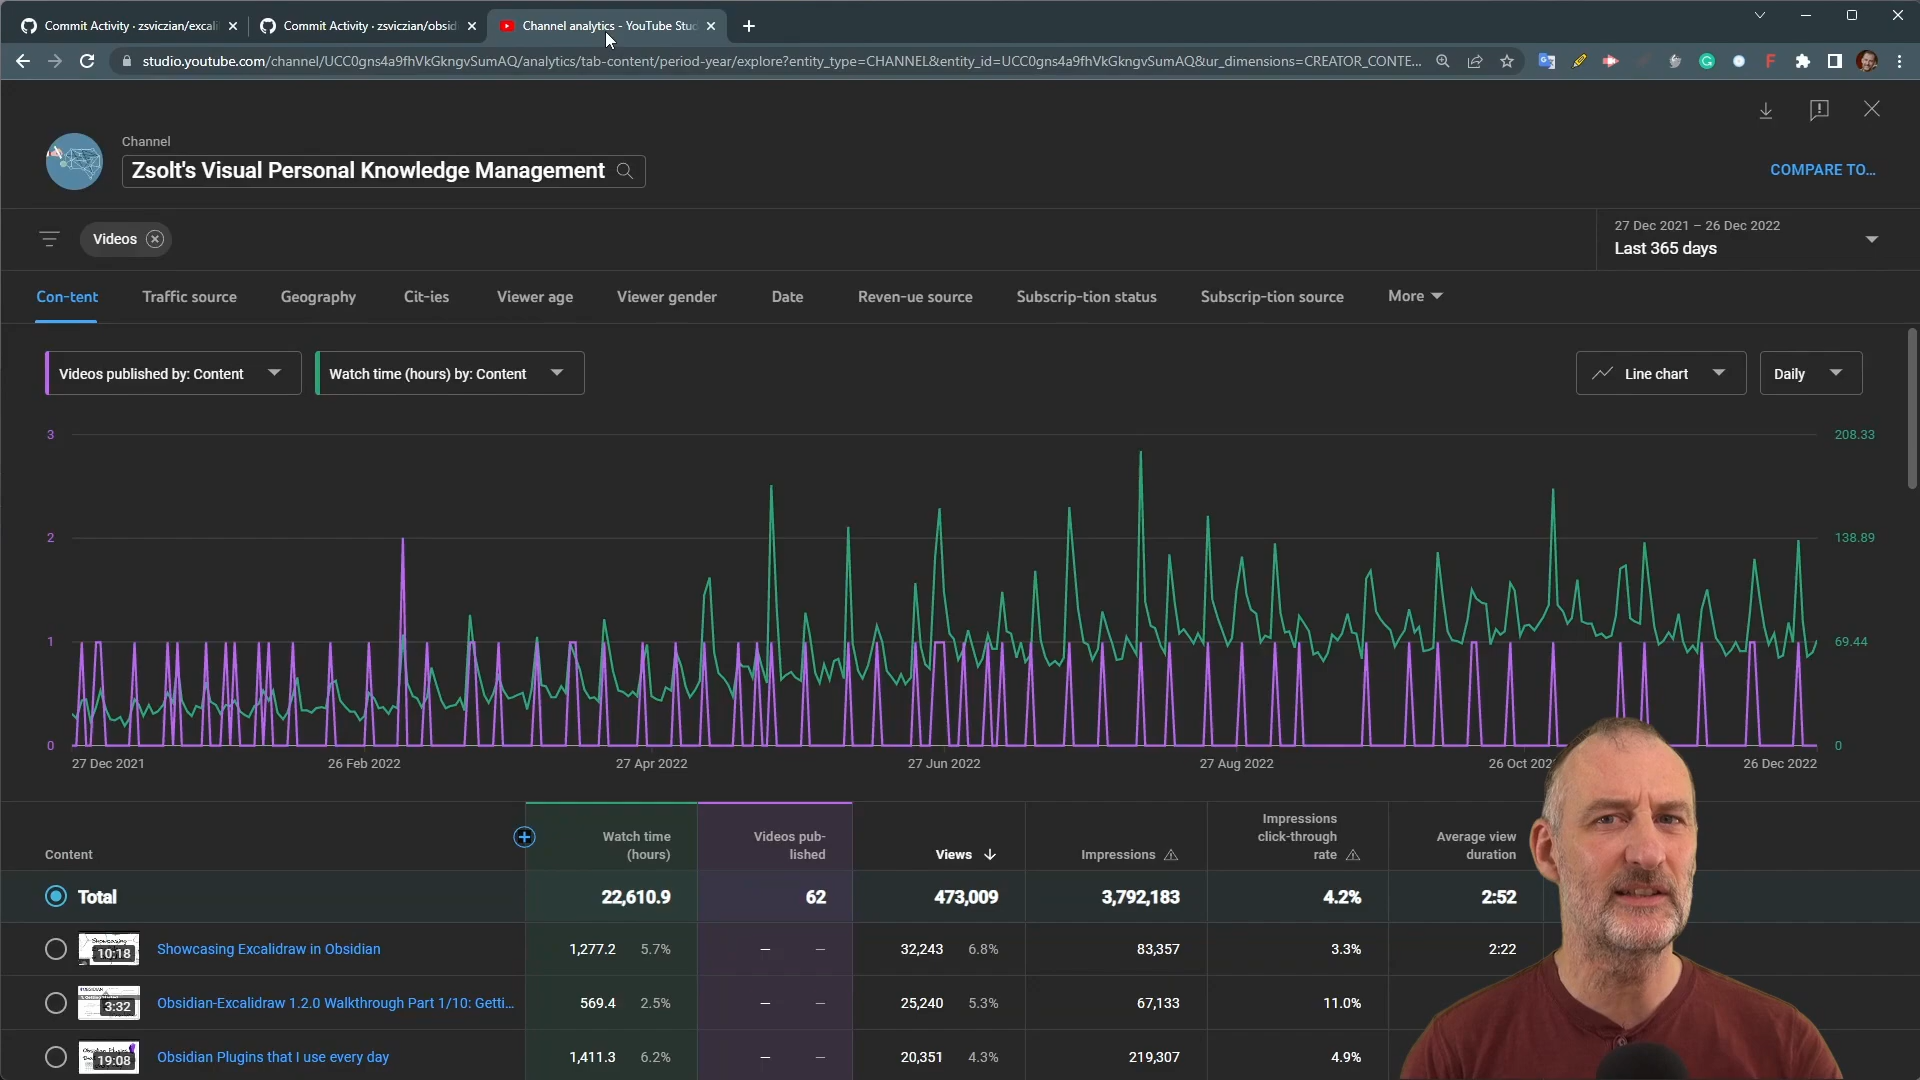 Commit Activity · zsviczian/excali
Commit Activity · zsviczian/obsid
Channel analytics - YouTube Stud
studio.youtube.com/channel/UCC0gns4a9fhVkGkngvSumAQ/analytics/tab-content/period-year/explore?entity_type=CHANNEL&entity_id=UCC0gns4a9fhVkGkngvSumAQ&ur_dimensions=CREATOR_CONTE...
Channel
Zsolt's Visual Personal Knowledge Management
COMPARE TO...
Videos
27 Dec 2021 – 26 Dec 2022
Last 365 days
Con-tent Traffic source Geography Cit-ies Viewer age Viewer gender Date Reven-ue source Subscrip-tion status Subscrip-tion source More
Videos published by: Content
Watch time (hours) by: Content
Line chart
Daily
3 208.33
2 138.89
1 69.44
0 0
27 Dec 2021 26 Feb 2022 27 Apr 2022 27 Jun 2022 27 Aug 2022 26 Oct 202 26 Dec 2022
Content
Watch time
(hours)
Videos pub-
lished
Views
Impressions
Impressions
click-through
rate
Average view
duration
Total 22,610.9 62 473,009 3,792,183 4.2% 2:52
10:18 Showcasing Excalidraw in Obsidian 1,277.2 5.7% — — 32,243 6.8% 83,357 3.3% 2:22
3:32 Obsidian-Excalidraw 1.2.0 Walkthrough Part 1/10: Getti... 569.4 2.5% — — 25,240 5.3% 67,133 11.0%
19:08 Obsidian Plugins that I use every day 1,411.3 6.2% — — 20,351 4.3% 219,307 4.9%